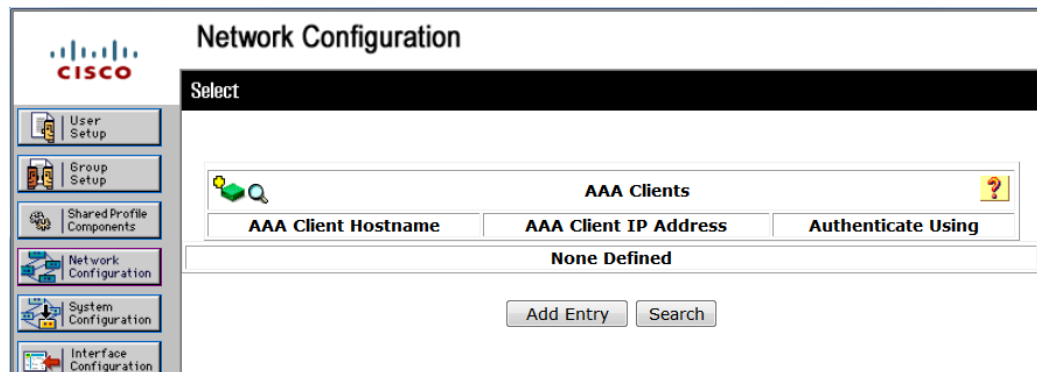 CISCO
Network Configuration
Select
User
Setup
Group
Setup
Shared Profile
Components
Network
Configuration
System
Configuration
Interface
Configuration
AAA Clients
?
AAA Client Hostname
AAA Client IP Address
Authenticate Using
None Defined
Add Entry
Search